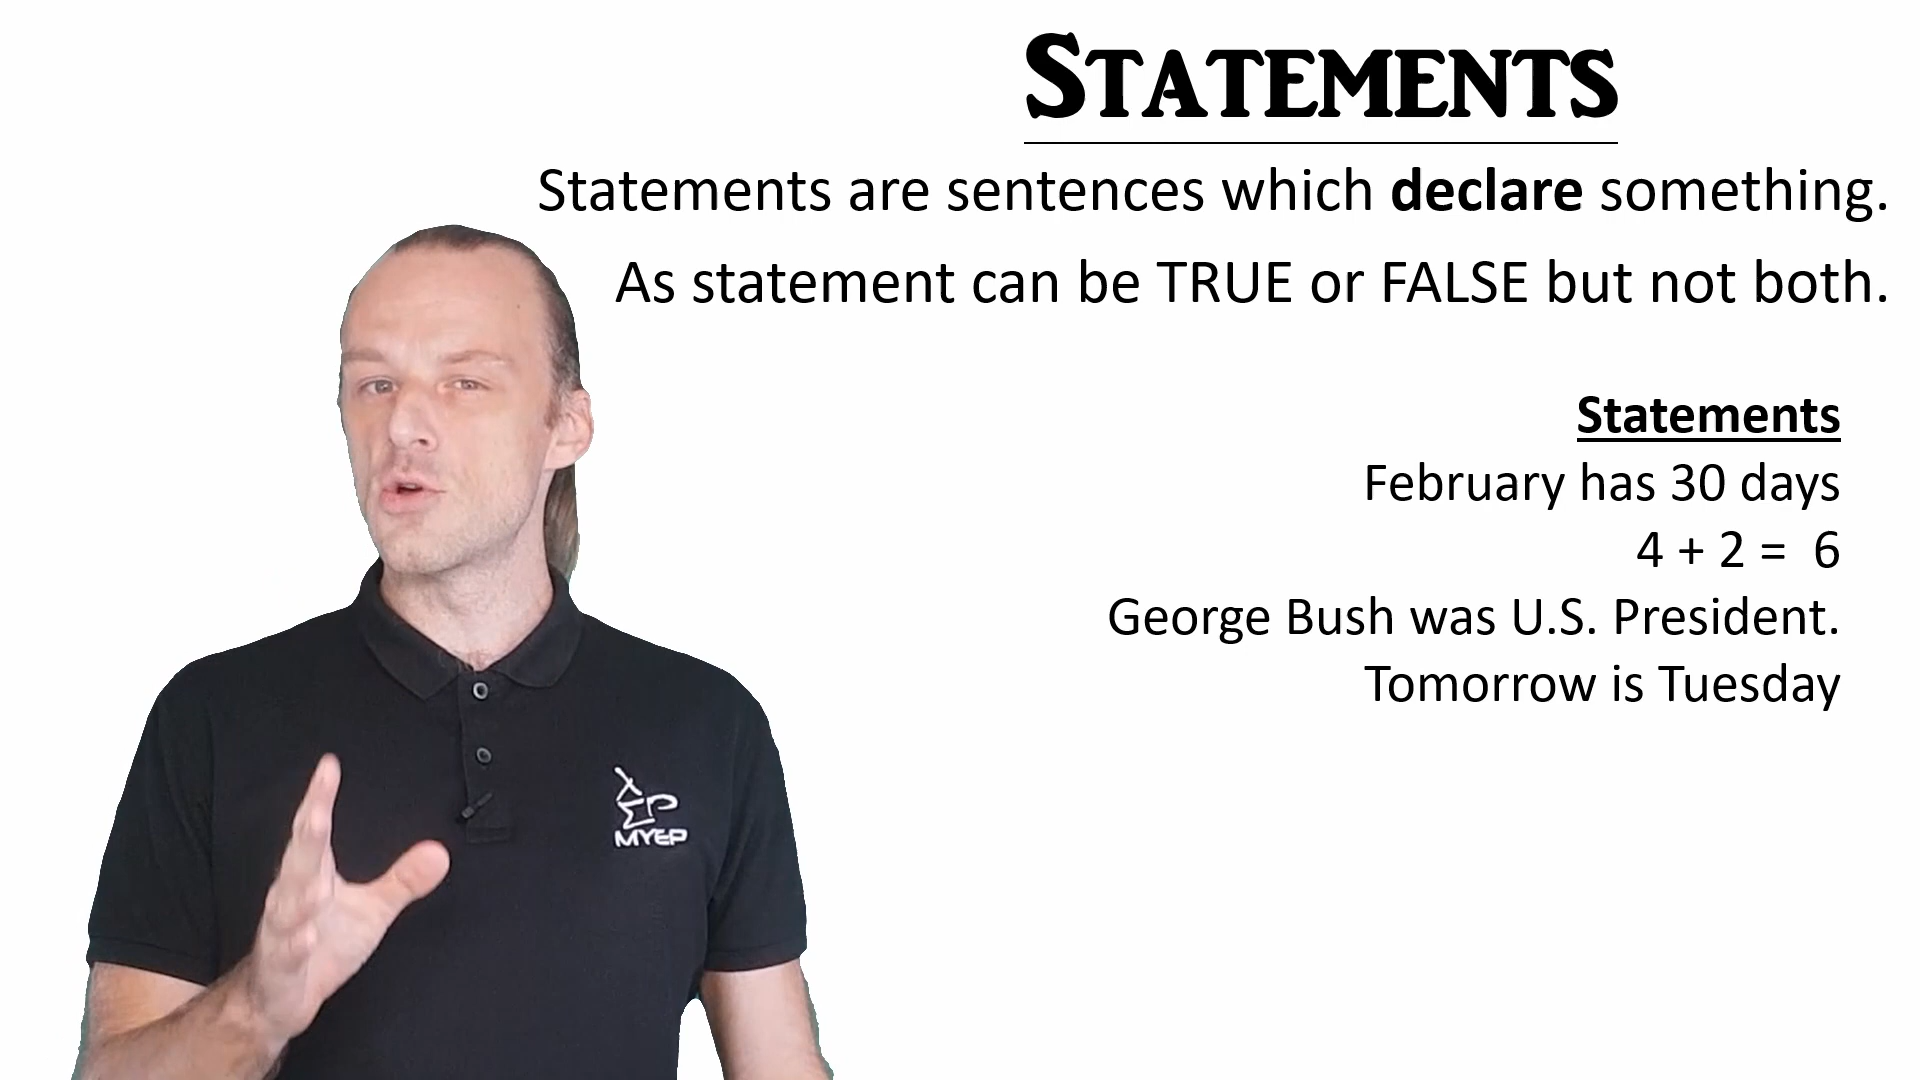 STATEMENTS
Statements are sentences which declare something.
As statement can be TRUE or FALSE but not both.
Statements
February has 30 days
4 + 2 = 6
George Bush was U.S. President.
Tomorrow is Tuesday
MYEP